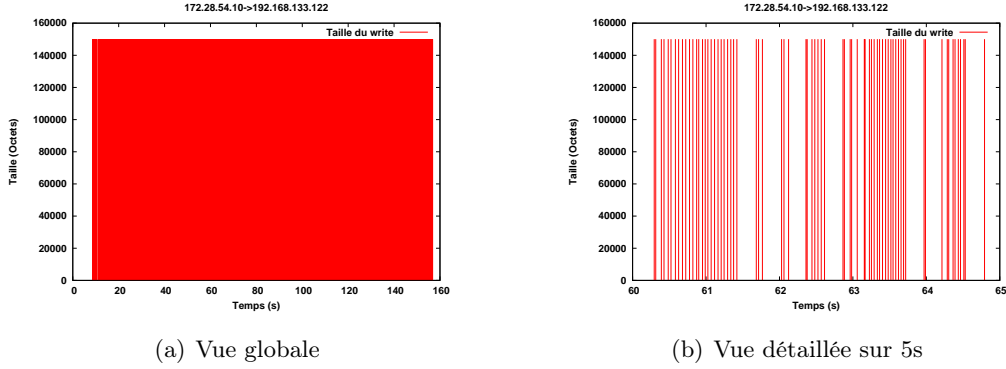 172.28.54.10->192.168.133.122
160000
Taille du write
140000
120000
100000
80000
60000
40000
20000
0
Taille (Octets)
0 20 40 60 80 100 120 140 160
Temps (s)
(a) Vue globale
172.28.54.10->192.168.133.122
160000
Taille du write
140000
120000
100000
80000
60000
40000
20000
0
Taille (Octets)
60 61 62 63 64 65
Temps (s)
(b) Vue détaillée sur 5s